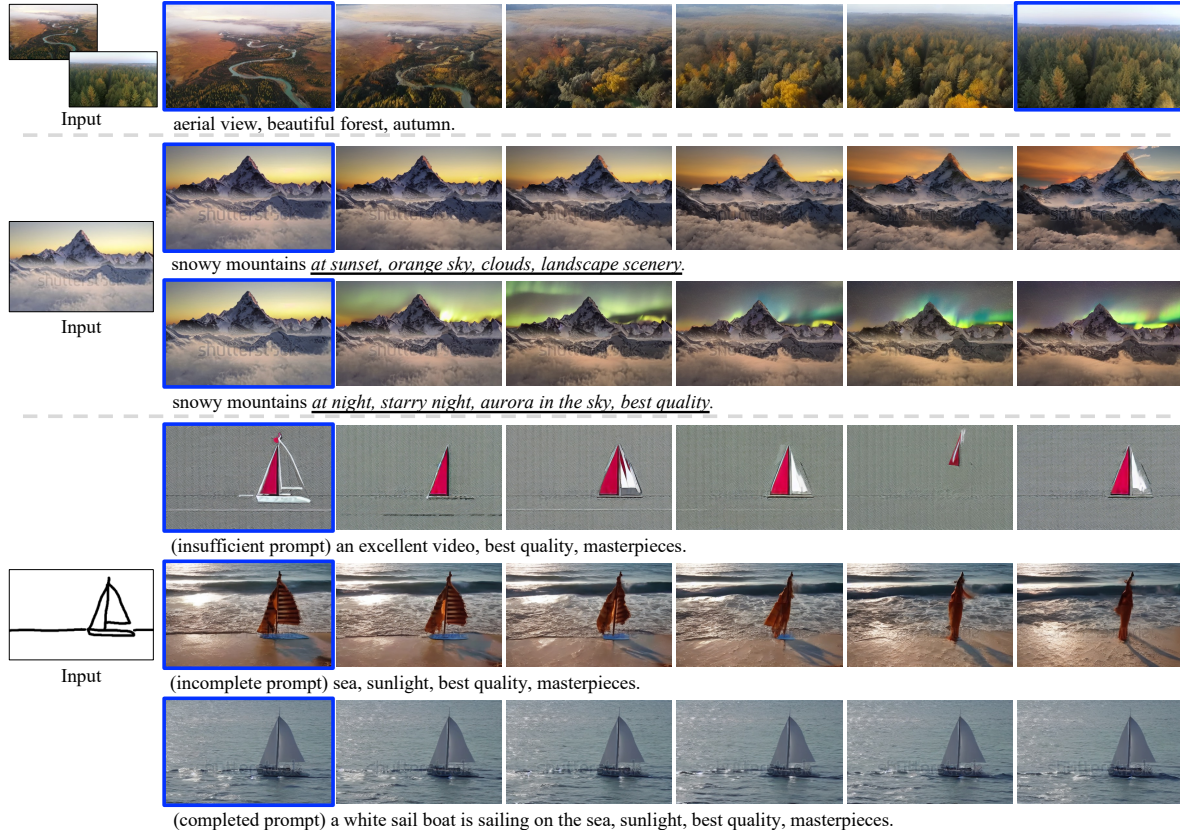 Input
aerial view, beautiful forest, autumn.
snowy mountains at sunset, orange sky, clouds, landscape scenery.
Input
snowy mountains at night, starry night, aurora in the sky, best quality.
(insufficient prompt) an excellent video, best quality, masterpieces.
Input
(incomplete prompt) sea, sunlight, best quality, masterpieces.
(completed prompt) a white sail boat is sailing on the sea, sunlight, best quality, masterpieces.